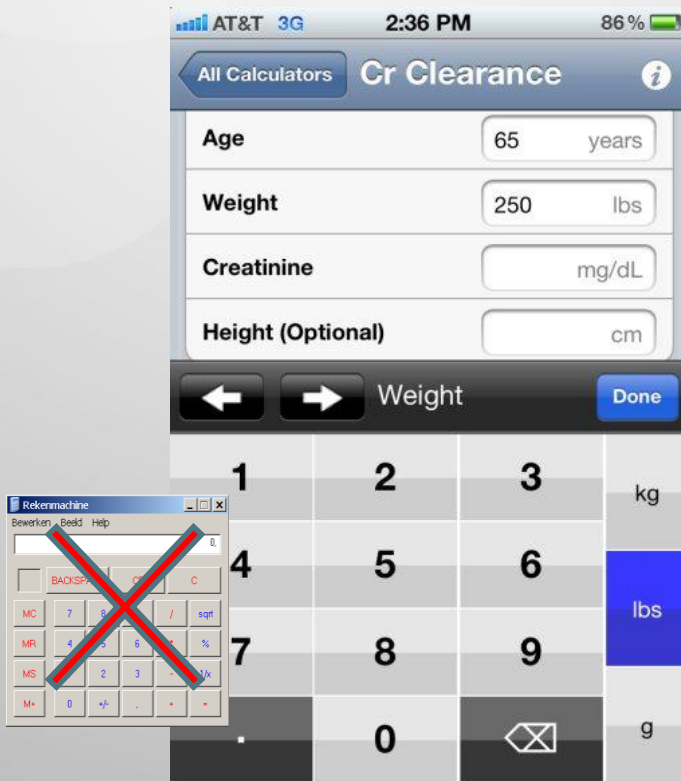 AT&T 3G 2:36 PM 86%
All Calculators Cr Clearance i
Age 65 years
Weight 250 lbs
Creatinine mg/dL
Height (Optional) cm
Weight Done
1 2 3 kg
4 5 6 lbs
7 8 9
. 0 g
Rekenmachine
Bewerken Beeld Help
0,
C
MC 7 8 / sqrt
MR 4 5 6 * %
MS 2 3 - 1/x
M+ 0 +/- , + =